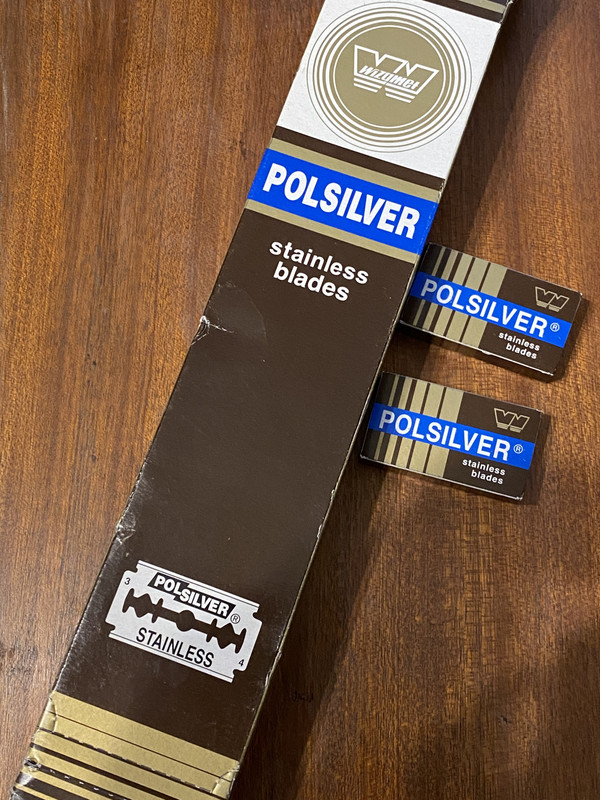 Wizamet
POLSILVER
stainless
blades
POLSILVER®
stainless
blades
POLSILVER®
stainless
blades
3
POLSILVER®
STAINLESS
4